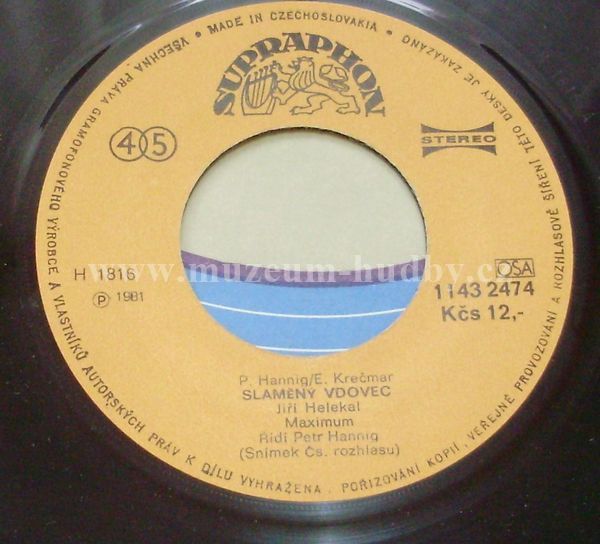 VŠECHNA PRÁVA GRAMOFONOVÉHO VÝROBCE A VLASTNÍKŮ AUTORSKÝCH PRÁV K DÍLU VYHRAŽENA. POŘIZOVÁNÍ KOPIÍ, VEŘEJNÉ PROVOZOVÁNÍ A ROZHLASOVÉ ŠÍŘENÍ TÉTO DESKY JE ZAKÁZÁNO • MADE IN CZECHOSLOVAKIA •
SUPRAPHON
45
STEREO
www.muzeum-hudby.cz
H 1816
OSA
Ⓟ 1981
1143 2474
Kčs 12,-
P. Hannig/E. Krečmar
SLAMĚNÝ VDOVEC
Jiří Helekal
Maximum
Řídí Petr Hannig
(Snímek Čs. rozhlasu)